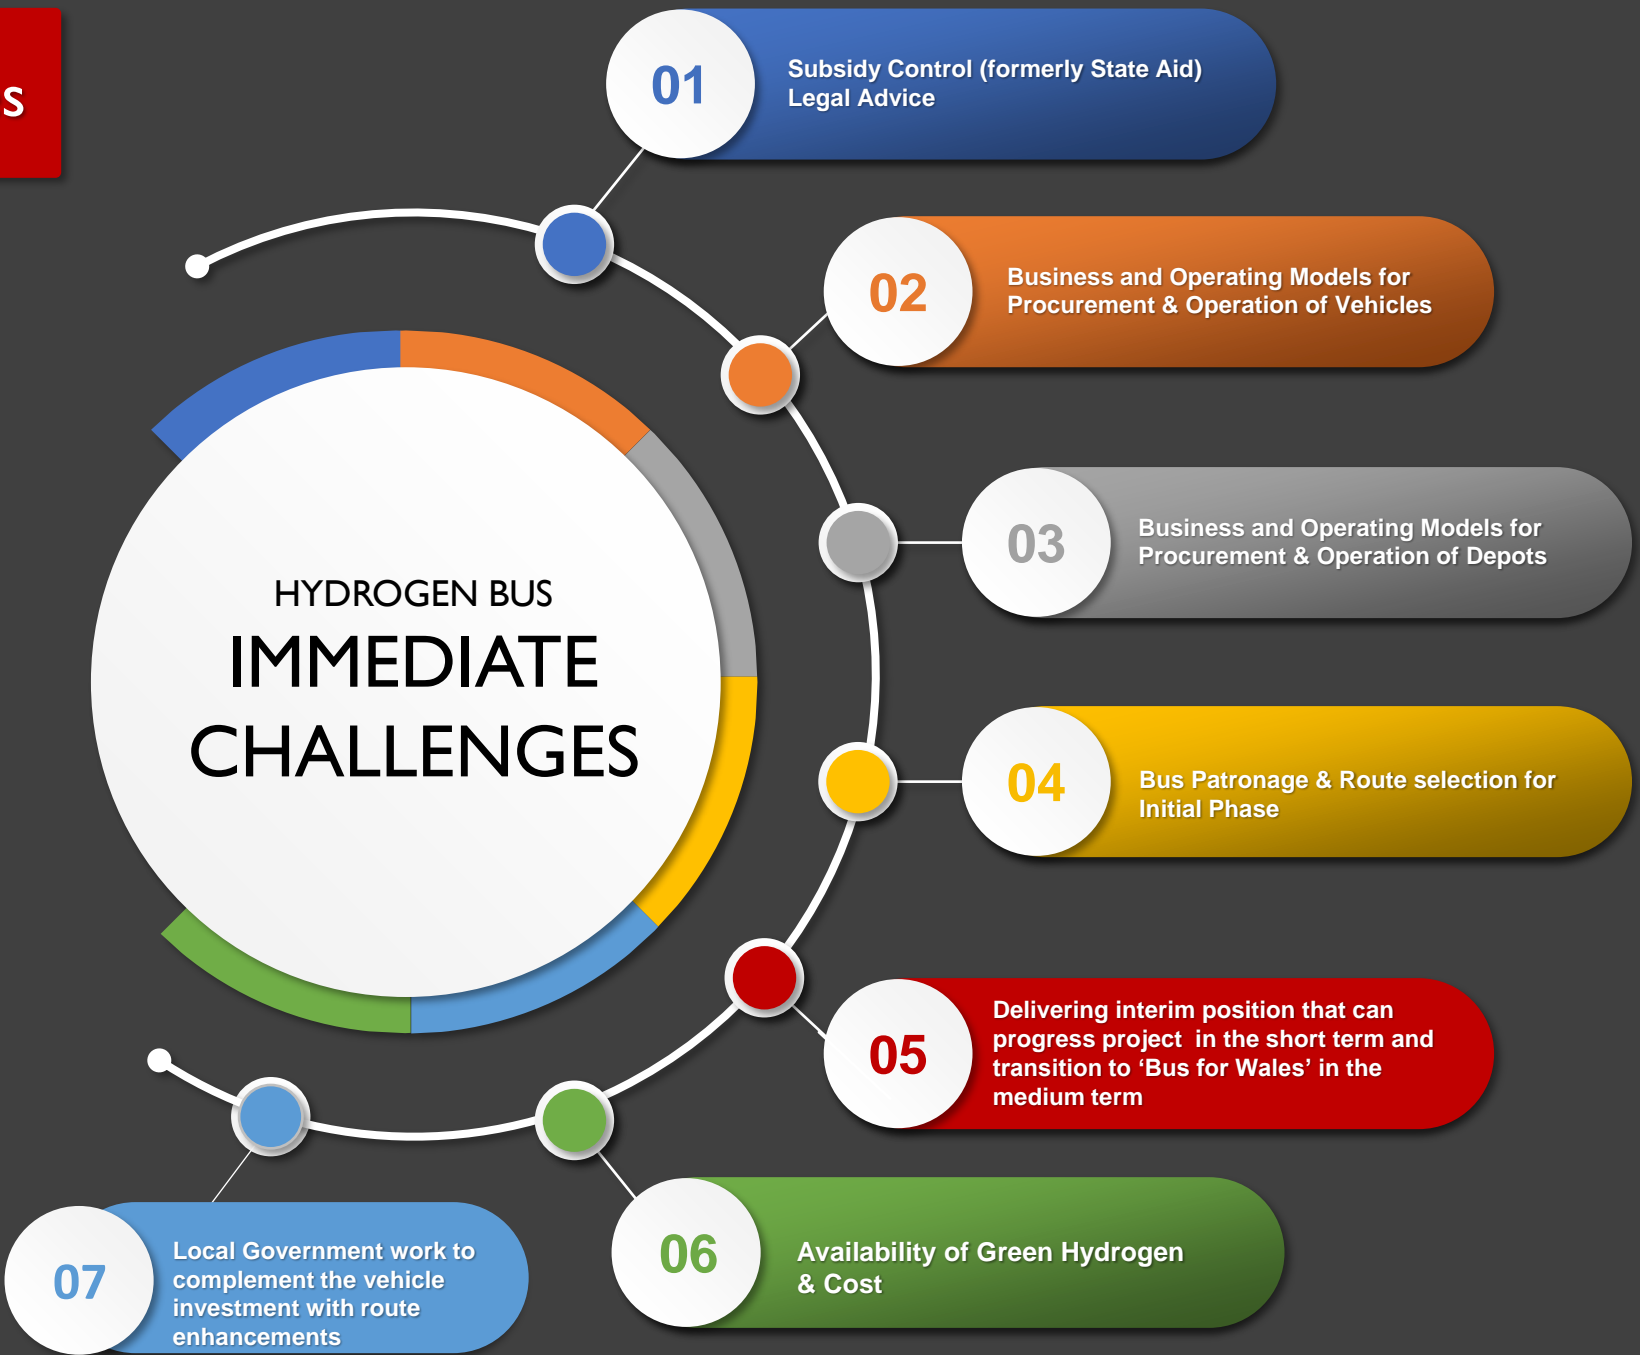 S
01
Subsidy Control (formerly State Aid)
Legal Advice
02
Business and Operating Models for
Procurement & Operation of Vehicles
03
Business and Operating Models for
Procurement & Operation of Depots
HYDROGEN BUS
IMMEDIATE
CHALLENGES
04
Bus Patronage & Route selection for
Initial Phase
05
Delivering interim position that can
progress project  in the short term and
transition to ‘Bus for Wales’ in the
medium term
06
Availability of Green Hydrogen
& Cost
07
Local Government work to
complement the vehicle
investment with route
enhancements